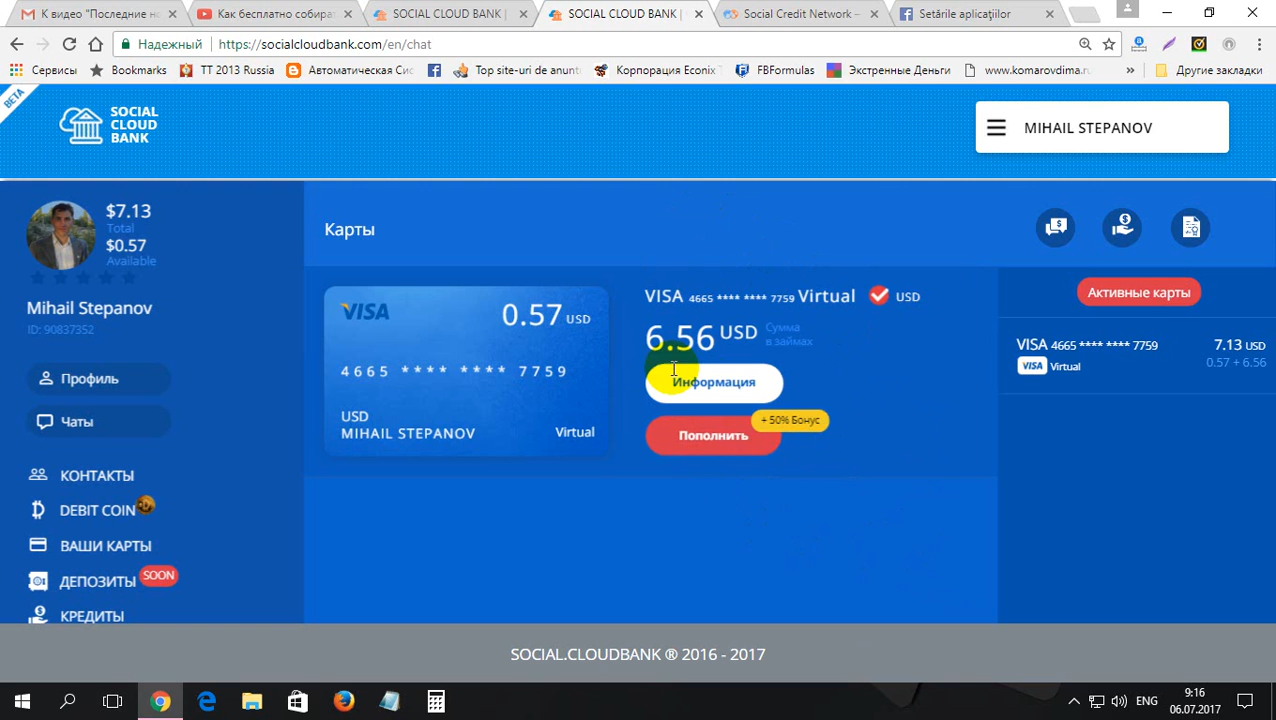 К видео "Последние н
Как бесплатно собира
SOCIAL CLOUD BANK |
SOCIAL CLOUD BANK |
Social Credit Network –
Setările aplicaţiilor
Надежный
https://socialcloudbank.com/en/chat
Сервисы
Bookmarks
TT 2013 Russia
Автоматическая Сис
Top site-uri de anunt
Корпорация Econix
FBFormulas
Экстренные Деньги
www.komarovdima.ru
»
Другие закладки
BETA
SOCIAL
CLOUD
BANK
MIHAIL STEPANOV
$7.13
Total
$0.57
Available
Mihail Stepanov
ID: 90837352
Профиль
Чаты
КОНТАКТЫ
DEBIT COIN
ВАШИ КАРТЫ
ДЕПОЗИТЫ SOON
КРЕДИТЫ
Карты
VISA
0.57 USD
4665 **** **** 7759
USD
MIHAIL STEPANOV
Virtual
VISA 4665 **** **** 7759 Virtual USD
6.56 USD Сумма
в займах
Информация
+ 50% Бонус
Пополнить
Активные карты
VISA 4665 **** **** 7759 7.13 USD
VISA Virtual 0.57 + 6.56
SOCIAL.CLOUDBANK ® 2016 - 2017
ENG
9:16
06.07.2017